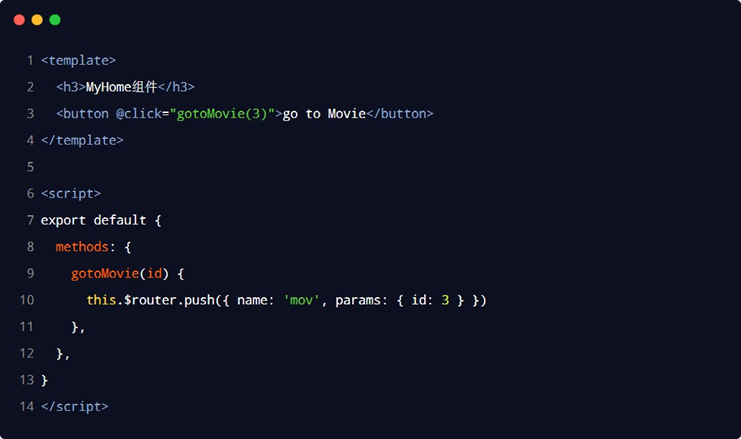 1 <template>
2   <h3>MyHome组件</h3>
3   <button @click="gotoMovie(3)">go to Movie</button>
4 </template>
5
6 <script>
7 export default {
8   methods: {
9     gotoMovie(id) {
10       this.$router.push({ name: 'mov', params: { id: 3 } })
11     },
12   },
13 }
14 </script>